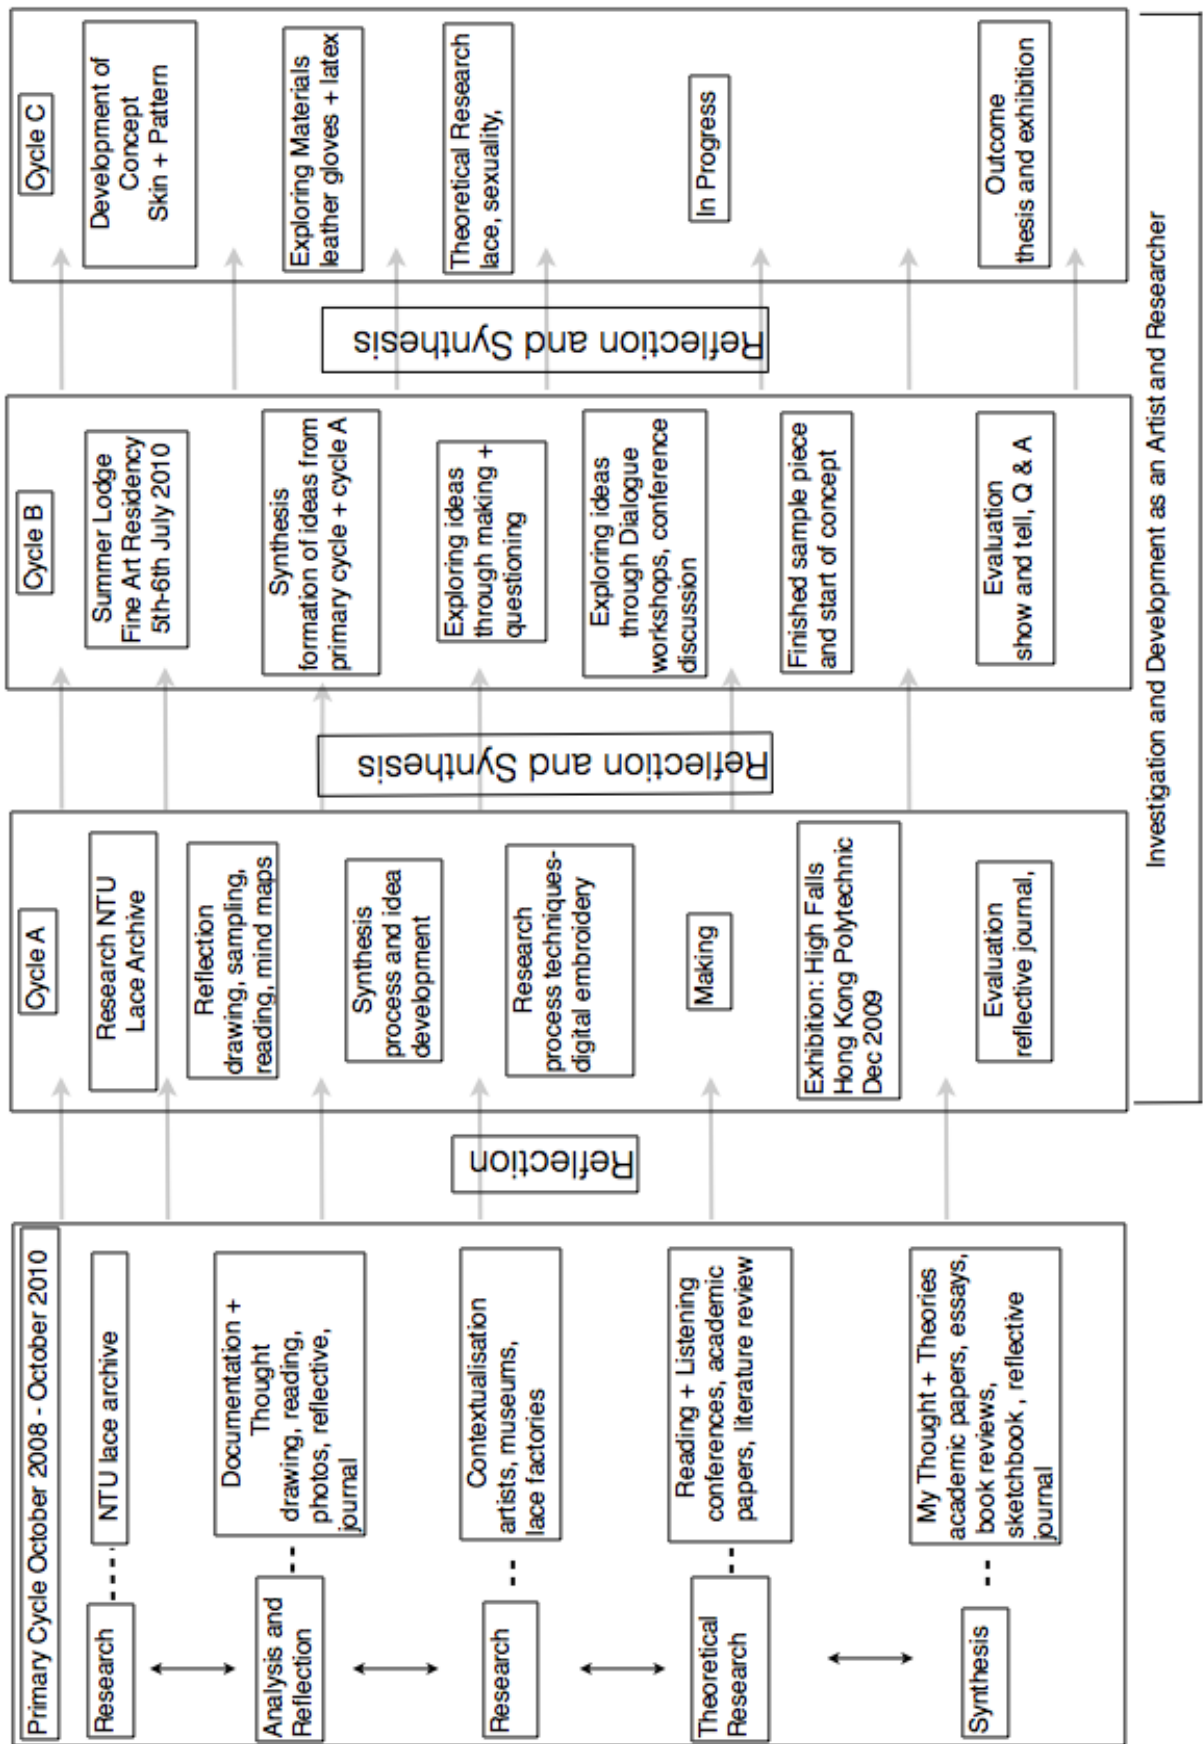 Primary Cycle October 2008 - October 2010
Research
NTU lace archive
Analysis and
Reflection
Documentation +
Thought
drawing, reading,
photos, reflective,
journal
Research
Contextualisation
artists, museums,
lace factories
Theoretical
Research
Reading + Listening
conferences, academic
papers, literature review
Synthesis
My Thought + Theories
academic papers, essays,
book reviews,
sketchbook , reflective
journal
Reflection
Cycle A
Research NTU
Lace Archive
Reflection
drawing, sampling,
reading, mind maps
Synthesis
process and idea
development
Research
process techniques-
digital embroidery
Making
Exhibition: High Falls
Hong Kong Polytechnic
Dec 2009
Evaluation
reflective journal,
Reflection and Synthesis
Cycle B
Summer Lodge
Fine Art Residency
5th-6th July 2010
Synthesis
formation of ideas from
primary cycle + cycle A
Exploring ideas
through making +
questioning
Exploring ideas
through Dialogue
workshops, conference
discussion
Finished sample piece
and start of concept
Evaluation
show and tell, Q & A
Reflection and Synthesis
Cycle C
Development of
Concept
Skin + Pattern
Exploring Materials
leather gloves + latex
Theoretical Research
lace, sexuality,
In Progress
Outcome
thesis and exhibition
Investigation and Development as an Artist and Researcher